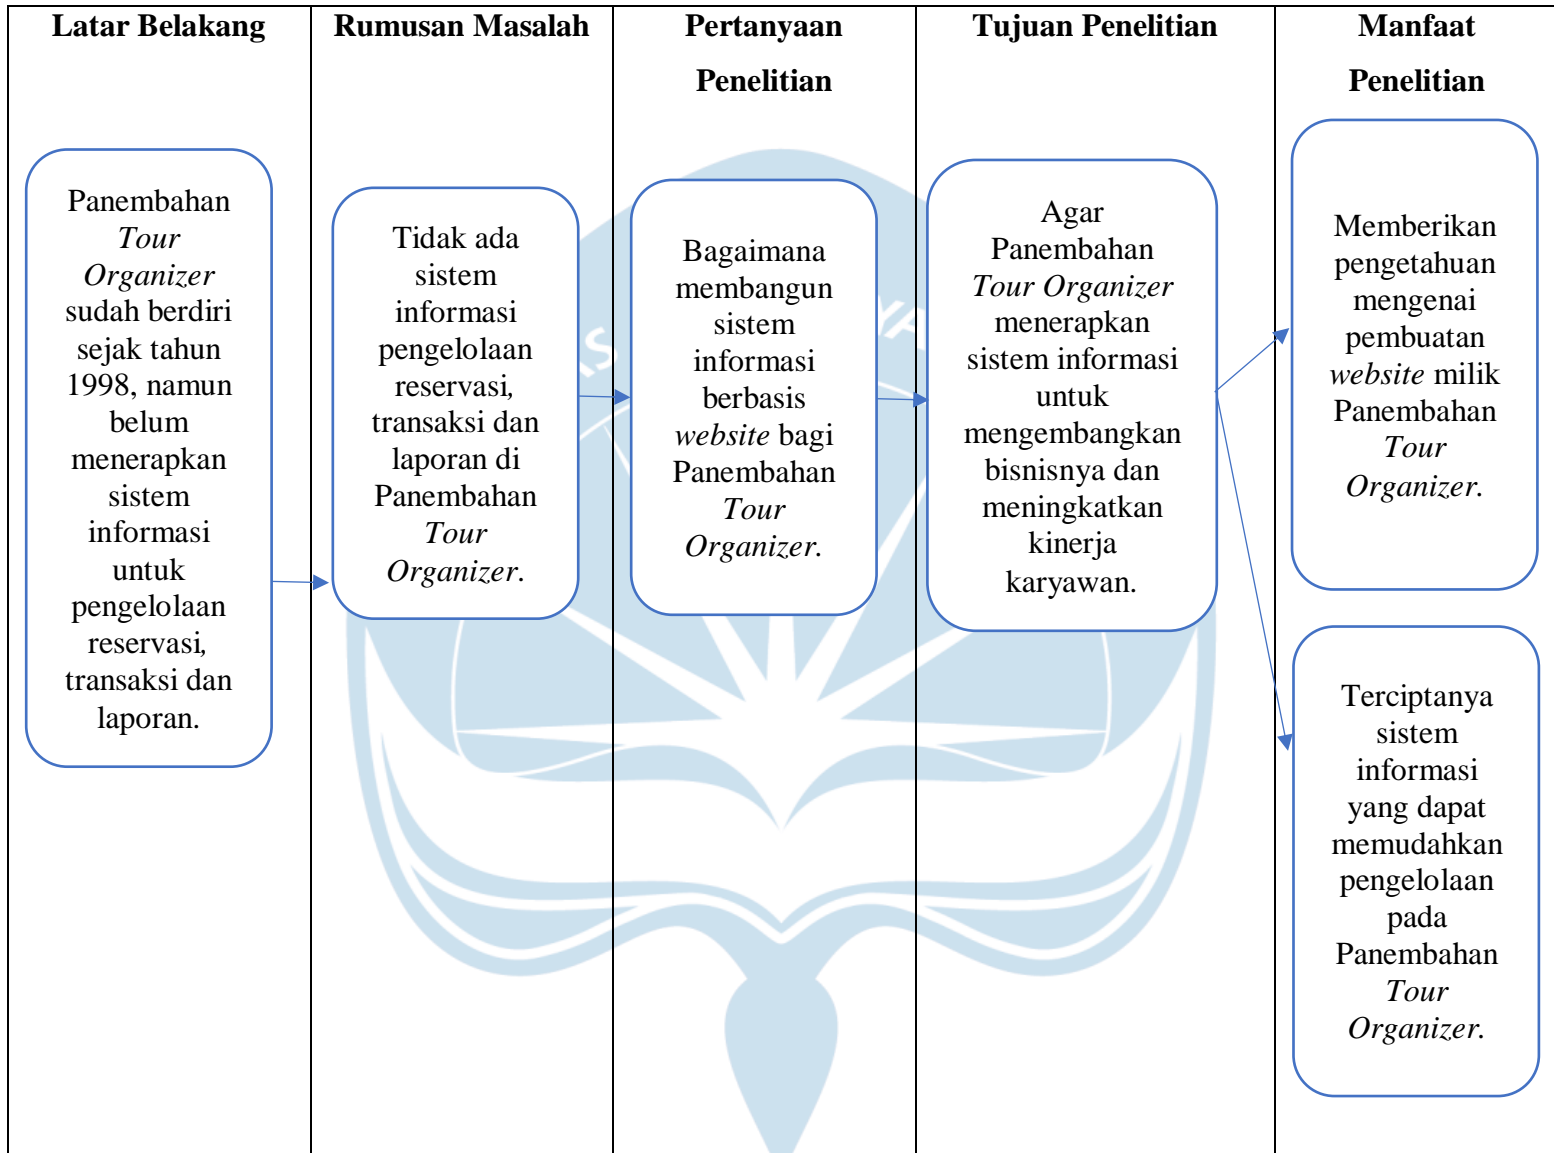 Latar Belakang
Rumusan Masalah
Pertanyaan
Penelitian
Tujuan Penelitian
Manfaat
Penelitian
Panembahan
Tour
Organizer
sudah berdiri
sejak tahun
1998, namun
belum
menerapkan
sistem
informasi
untuk
pengelolaan
reservasi,
transaksi dan
laporan.
Tidak ada
sistem
informasi
pengelolaan
reservasi,
transaksi dan
laporan di
Panembahan
Tour
Organizer.
Bagaimana
membangun
sistem
informasi
berbasis
website bagi
Panembahan
Tour
Organizer.
Agar
Panembahan
Tour Organizer
menerapkan
sistem informasi
untuk
mengembangkan
bisnisnya dan
meningkatkan
kinerja
karyawan.
Memberikan
pengetahuan
mengenai
pembuatan
website milik
Panembahan
Tour
Organizer.
Terciptanya
sistem
informasi
yang dapat
memudahkan
pengelolaan
pada
Panembahan
Tour
Organizer.